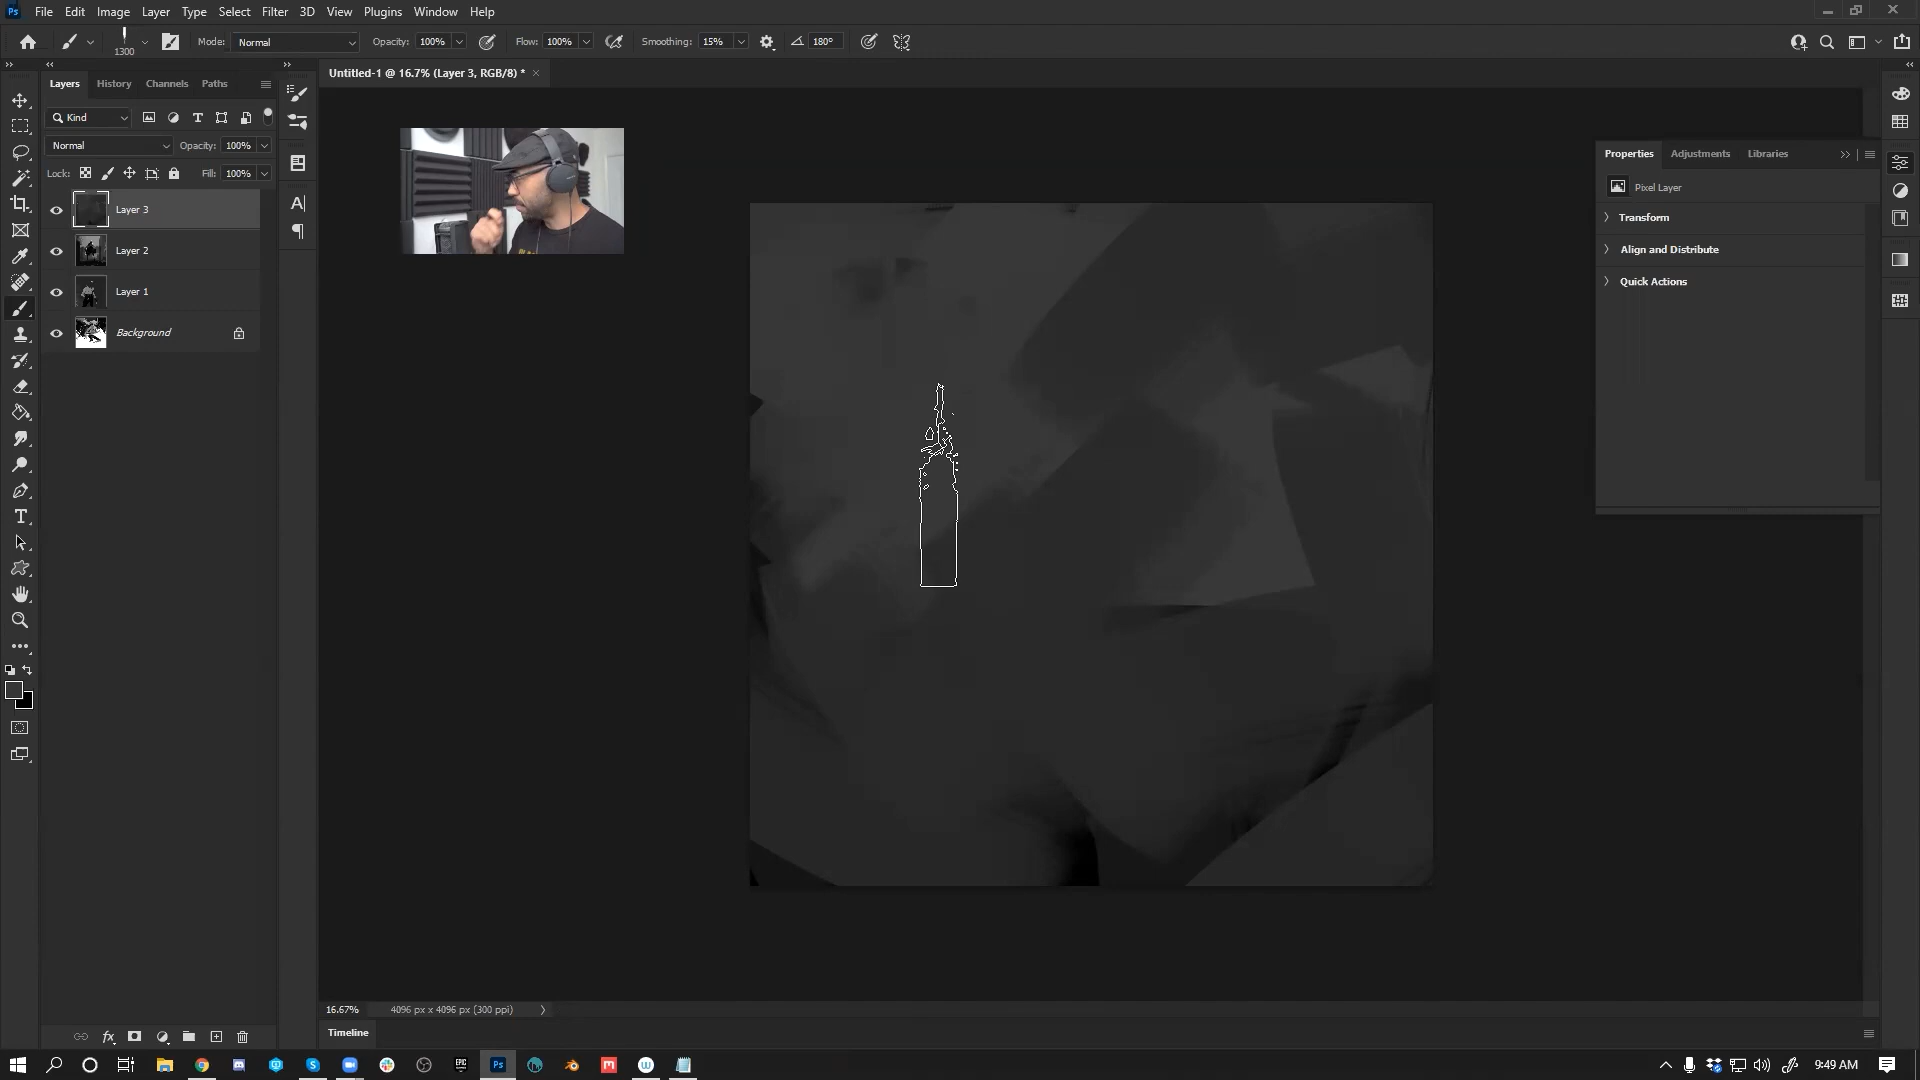 Ps File Edit Image Layer Type Select Filter 3D View Plugins Window Help
1300 Mode: Normal Opacity: 100% Flow: 100% Smoothing: 15% 180°
Layers History Channels Paths
Untitled-1 @ 16.7% (Layer 3, RGB/8) * ×
Kind
Normal Opacity: 100%
Lock: Fill: 100%
Layer 3
Layer 2
Layer 1
Background
Properties Adjustments Libraries
Pixel Layer
Transform
Align and Distribute
Quick Actions
16.67% 4096 px x 4096 px (300 ppi)
Timeline
EPIC Ps 9:49 AM